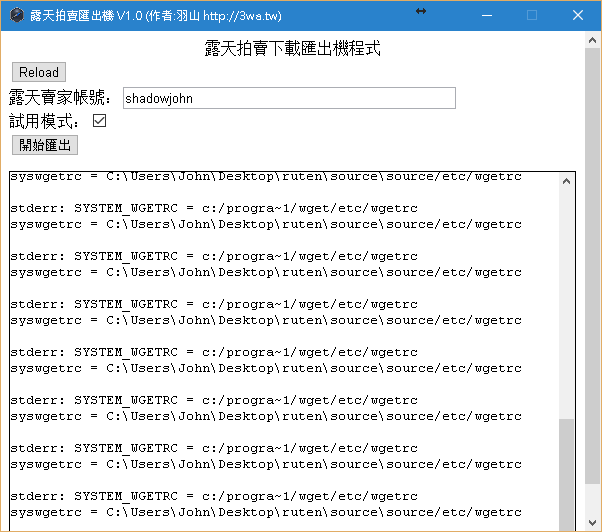 露天拍賣匯出機 V1.0 (作者:羽山 http://3wa.tw)
露天拍賣下載匯出機程式
Reload
露天賣家帳號： shadowjohn
試用模式：
開始匯出
syswgetrc = C:\Users\John\Desktop\ruten\source\source/etc/wgetrc
stderr: SYSTEM_WGETRC = c:/progra~1/wget/etc/wgetrc
syswgetrc = C:\Users\John\Desktop\ruten\source\source/etc/wgetrc
stderr: SYSTEM_WGETRC = c:/progra~1/wget/etc/wgetrc
syswgetrc = C:\Users\John\Desktop\ruten\source\source/etc/wgetrc
stderr: SYSTEM_WGETRC = c:/progra~1/wget/etc/wgetrc
syswgetrc = C:\Users\John\Desktop\ruten\source\source/etc/wgetrc
stderr: SYSTEM_WGETRC = c:/progra~1/wget/etc/wgetrc
syswgetrc = C:\Users\John\Desktop\ruten\source\source/etc/wgetrc
stderr: SYSTEM_WGETRC = c:/progra~1/wget/etc/wgetrc
syswgetrc = C:\Users\John\Desktop\ruten\source\source/etc/wgetrc
stderr: SYSTEM_WGETRC = c:/progra~1/wget/etc/wgetrc
syswgetrc = C:\Users\John\Desktop\ruten\source\source/etc/wgetrc
stderr: SYSTEM_WGETRC = c:/progra~1/wget/etc/wgetrc
syswgetrc = C:\Users\John\Desktop\ruten\source\source/etc/wgetrc